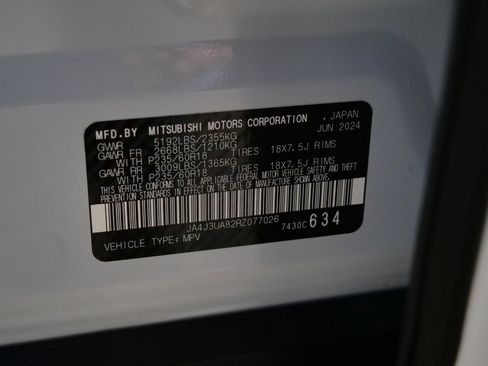 MFD.BY MITSUBISHI MOTORS CORPORATION , JAPAN
GVWR 5192LBS/2355KG JUN 2024
GAWR FR 2668LBS/1210KG
WITH P235/60R18 TIRES 18X7.5J RIMS
GAWR RR 3009LBS/1365KG
WITH P235/60R18 TIRES 18X7.5J RIMS
THIS VEHICLE CONFORMS TO ALL APPLICABLE FEDERAL MOTOR VEHICLE SAFETY AND THEFT
PREVENTION STANDARDS IN EFFECT ON THE DATE OF MANUFACTURE SHOWN ABOVE.
JA4J3UA82RZ077026 7430C 634
VEHICLE TYPE: MPV